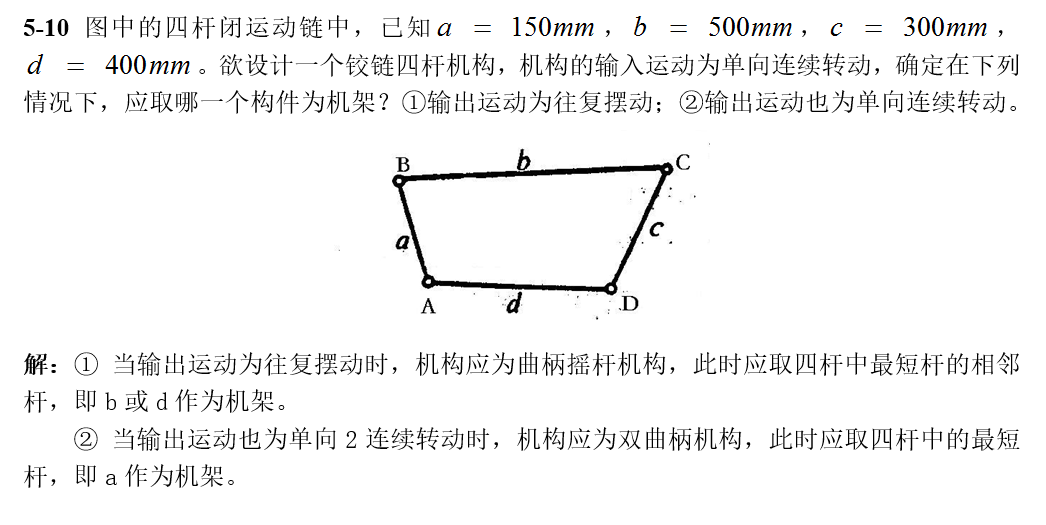 5-10 图中的四杆闭运动链中，已知a = 150mm，b = 500mm，c = 300mm，
d = 400mm。欲设计一个铰链四杆机构，机构的输入运动为单向连续转动，确定在下列
情况下，应取哪一个构件为机架？①输出运动为往复摆动；②输出运动也为单向连续转动。
B b C
a c
A d D
解：① 当输出运动为往复摆动时，机构应为曲柄摇杆机构，此时应取四杆中最短杆的相邻
杆，即 b 或 d 作为机架。
② 当输出运动也为单向 2 连续转动时，机构应为双曲柄机构，此时应取四杆中的最短
杆，即 a 作为机架。